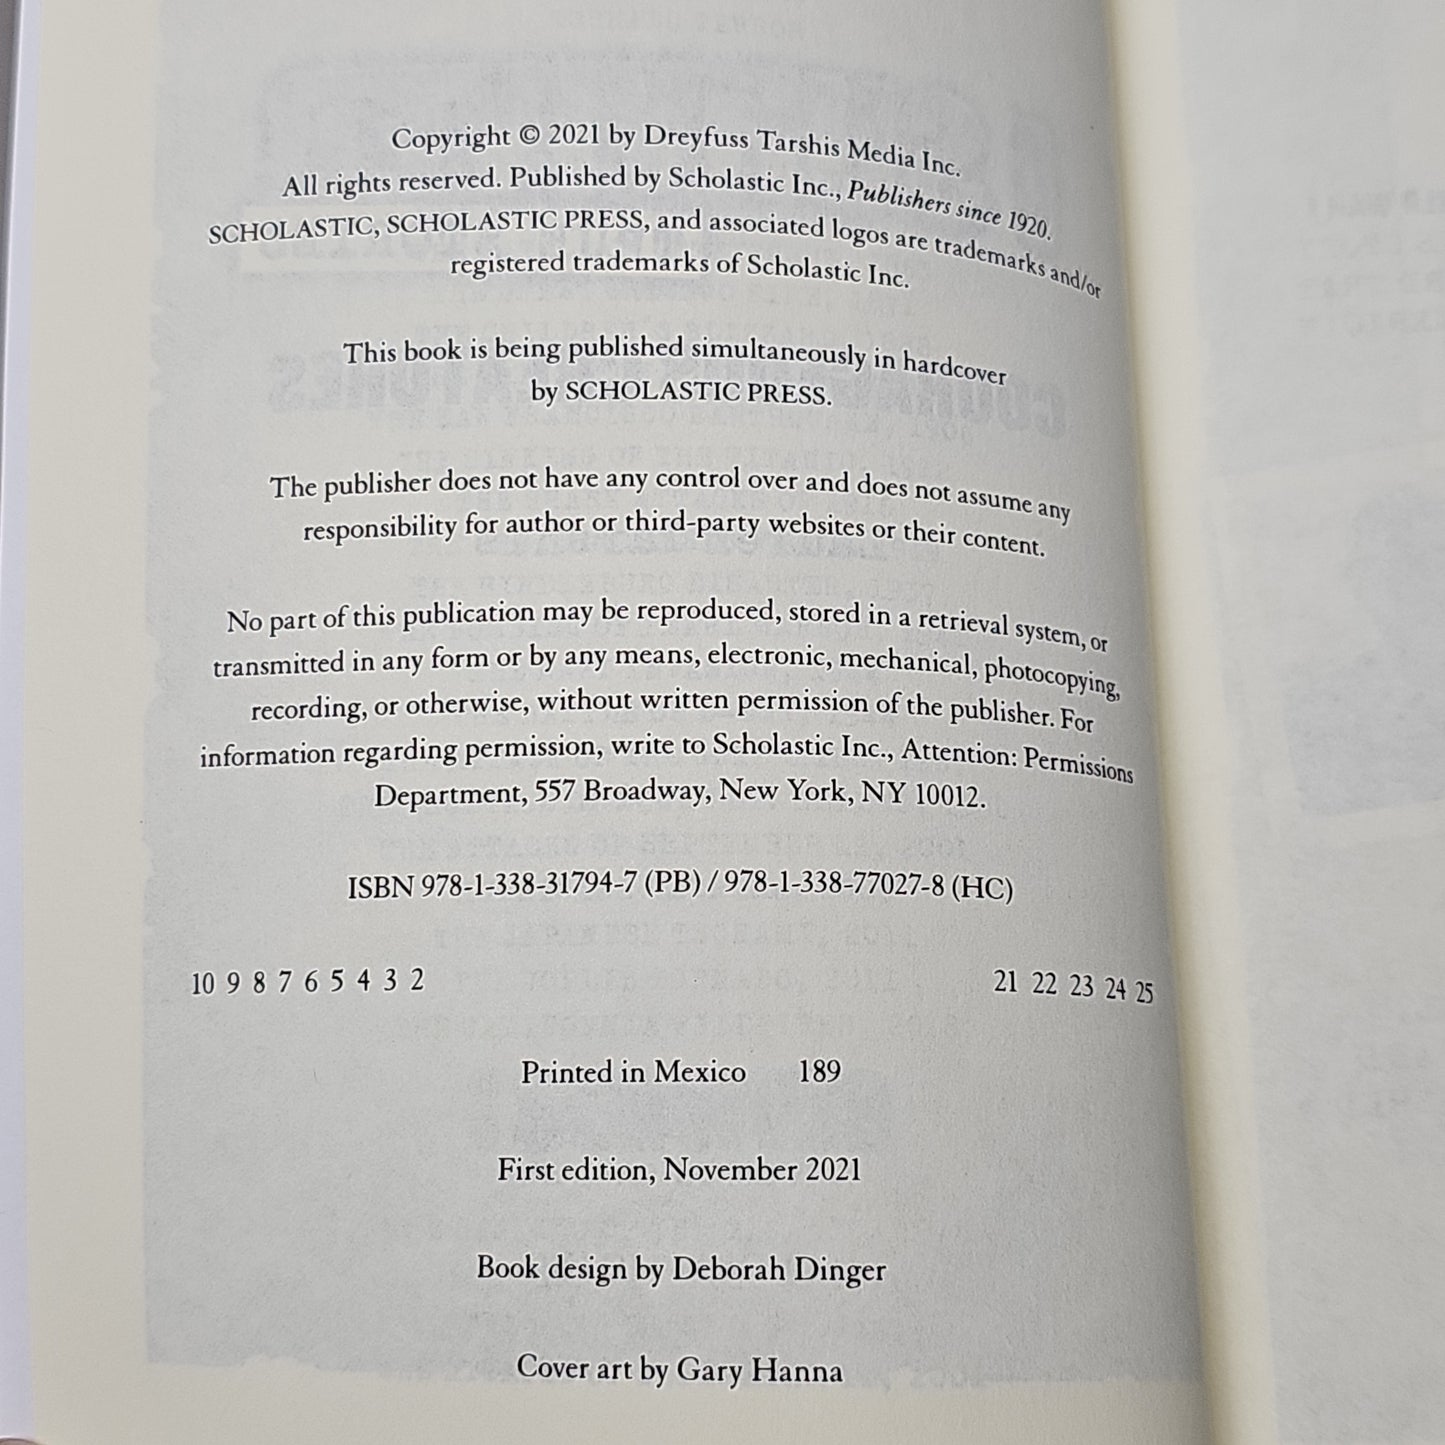 Copyright © 2021 by Dreyfuss Tarshis Media Inc.
All rights reserved. Published by Scholastic Inc., Publishers since 1920.
SCHOLASTIC, SCHOLASTIC PRESS, and associated logos are trademarks and/or
registered trademarks of Scholastic Inc.
This book is being published simultaneously in hardcover
by SCHOLASTIC PRESS.
The publisher does not have any control over and does not assume any
responsibility for author or third-party websites or their content.
No part of this publication may be reproduced, stored in a retrieval system, or
transmitted in any form or by any means, electronic, mechanical, photocopying,
recording, or otherwise, without written permission of the publisher. For
information regarding permission, write to Scholastic Inc., Attention: Permissions
Department, 557 Broadway, New York, NY 10012.
ISBN 978-1-338-31794-7 (PB) / 978-1-338-77027-8 (HC)
10 9 8 7 6 5 4 3 2 21 22 23 24 25
Printed in Mexico 189
First edition, November 2021
Book design by Deborah Dinger
Cover art by Gary Hanna